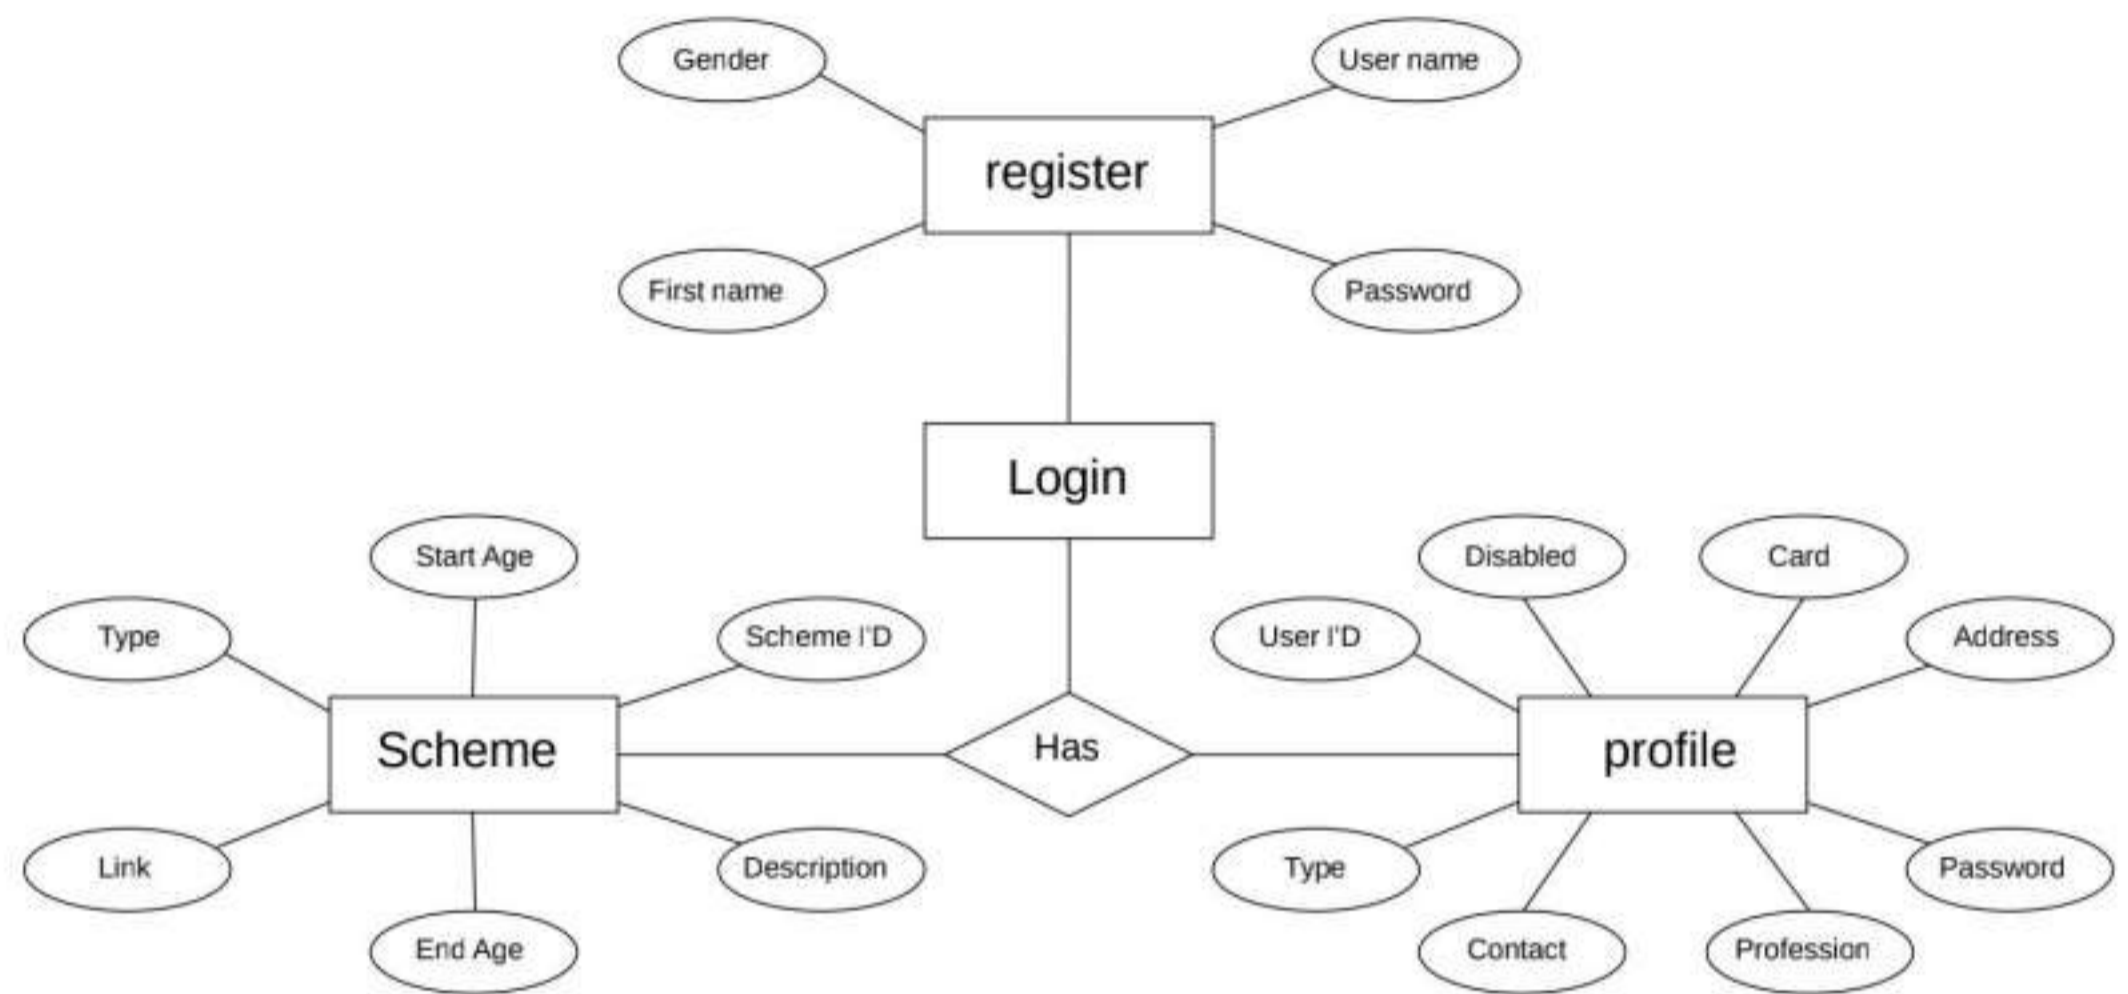 Gender
User name
register
First name
Password
Login
Start Age
Disabled
Card
Type
Scheme I'D
User I'D
Address
Scheme
Has
profile
Link
Description
Type
Password
End Age
Contact
Profession